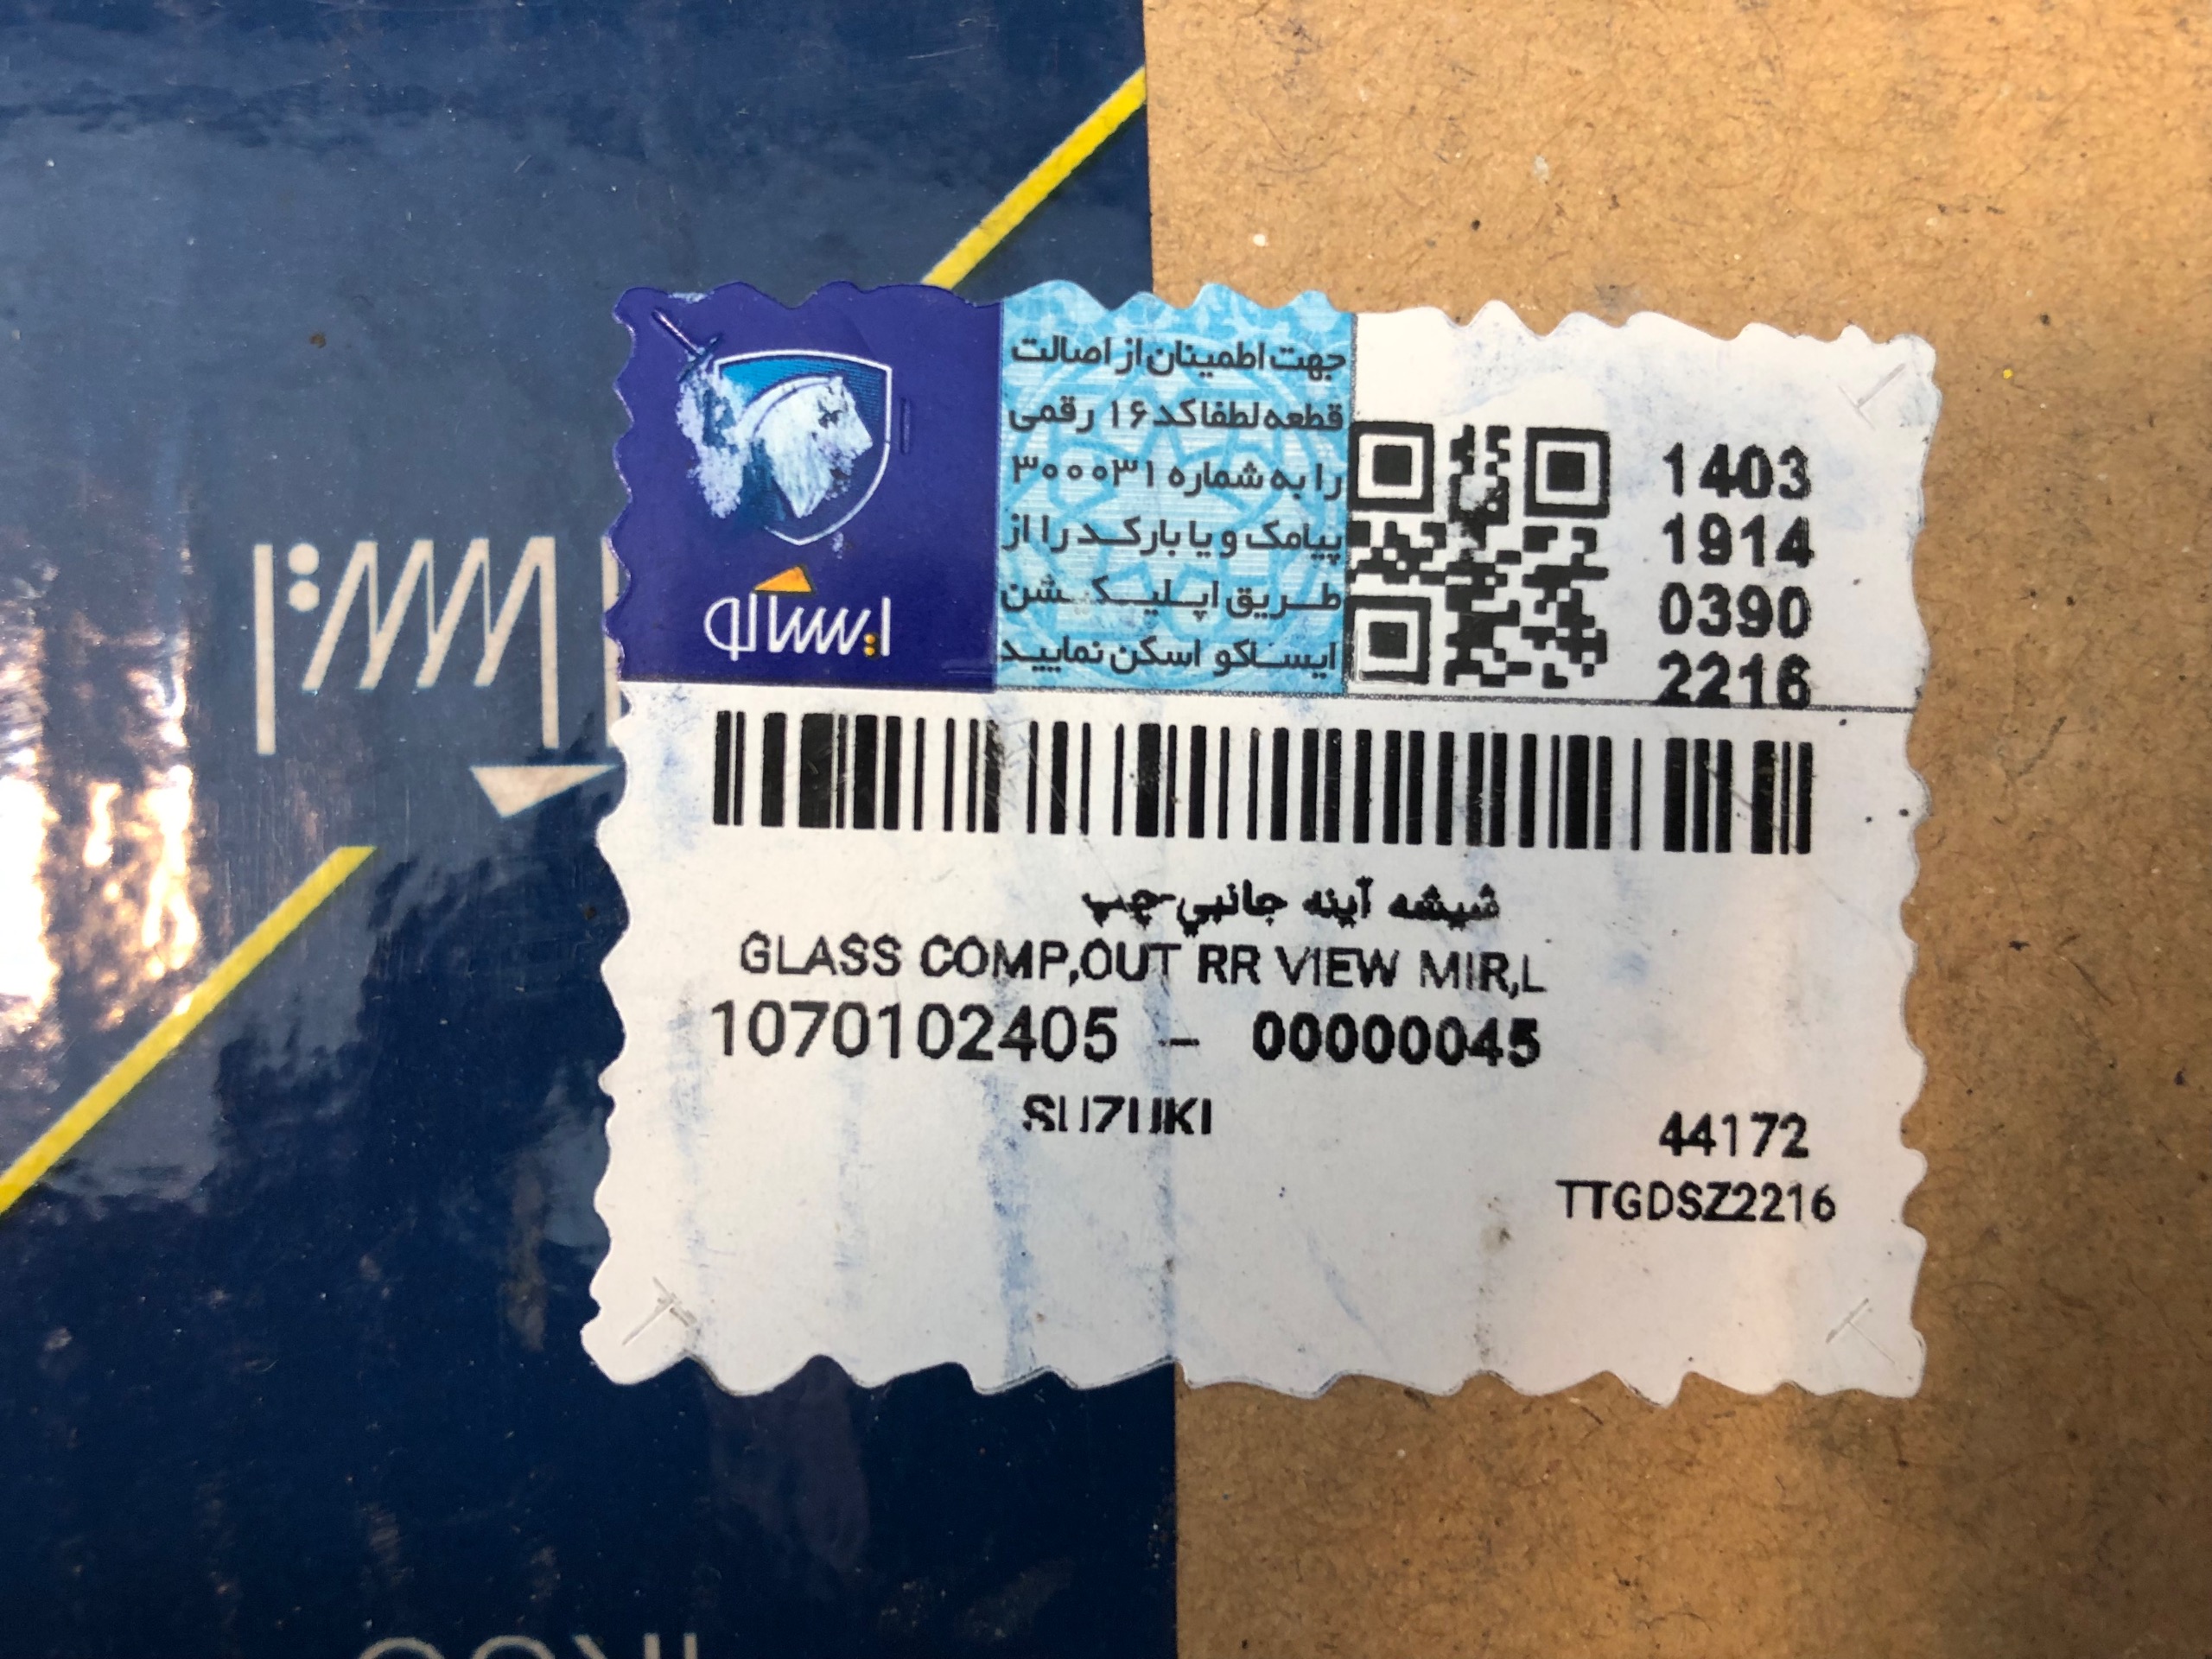 ایساکو
جهت اطمینان از اصالت
قطعه لطفا کد ۱۶ رقمی
را به شماره ۳۰۰۰۳۱
پیامک و یا بارکد را از
طریق اپلیکیشن
ایساکو اسکن نمایید
1403
1914
0390
2216
شيشه آينه جانبي-چپ
GLASS COMP,OUT RR VIEW MIR,L
1070102405 - 00000045
SUZUKI
44172
TTGDSZ2216